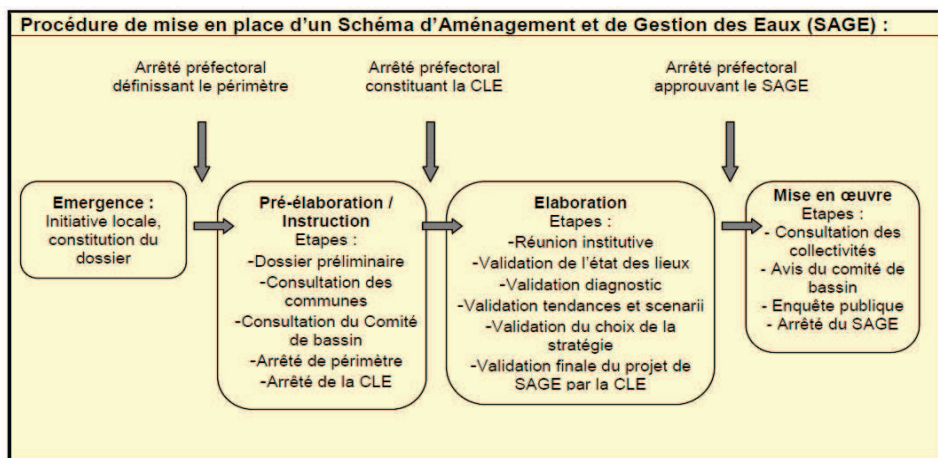 Procédure de mise en place d'un Schéma d'Aménagement et de Gestion des Eaux (SAGE) :
Arrêté préfectoral
définissant le périmètre
Arrêté préfectoral
constituant la CLE
Arrêté préfectoral
approuvant le SAGE
Emergence :
Initiative locale,
constitution du
dossier
Pré-élaboration /
Instruction
Etapes :
-Dossier préliminaire
-Consultation des
communes
-Consultation du Comité
de bassin
-Arrêté de périmètre
-Arrêté de la CLE
Elaboration
Etapes :
-Réunion institutive
-Validation de l'état des lieux
-Validation diagnostic
-Validation tendances et scenarii
-Validation du choix de la
stratégie
-Validation finale du projet de
SAGE par la CLE
Mise en œuvre
Etapes :
- Consultation des
collectivités
- Avis du comité de
bassin
- Enquête publique
- Arrêté du SAGE